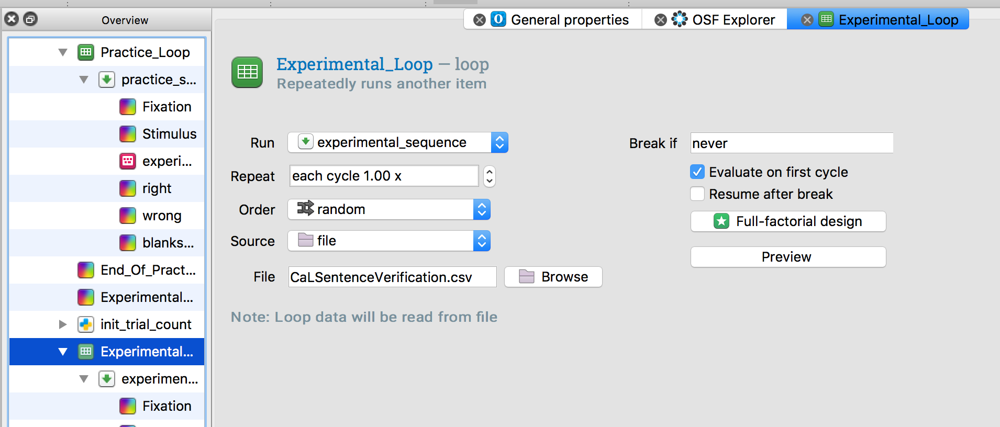 Overview
Practice_Loop
practice_s...
Fixation
Stimulus
experi...
right
wrong
blanks...
End_Of_Pract...
Experimental...
init_trial_count
Experimental...
experimen...
Fixation
General properties
OSF Explorer
Experimental_Loop
Experimental_Loop — loop
Repeatedly runs another item
Run experimental_sequence
Repeat each cycle 1.00 x
Order random
Source file
File CaLSentenceVerification.csv Browse
Note: Loop data will be read from file
Break if never
Evaluate on first cycle
Resume after break
Full-factorial design
Preview